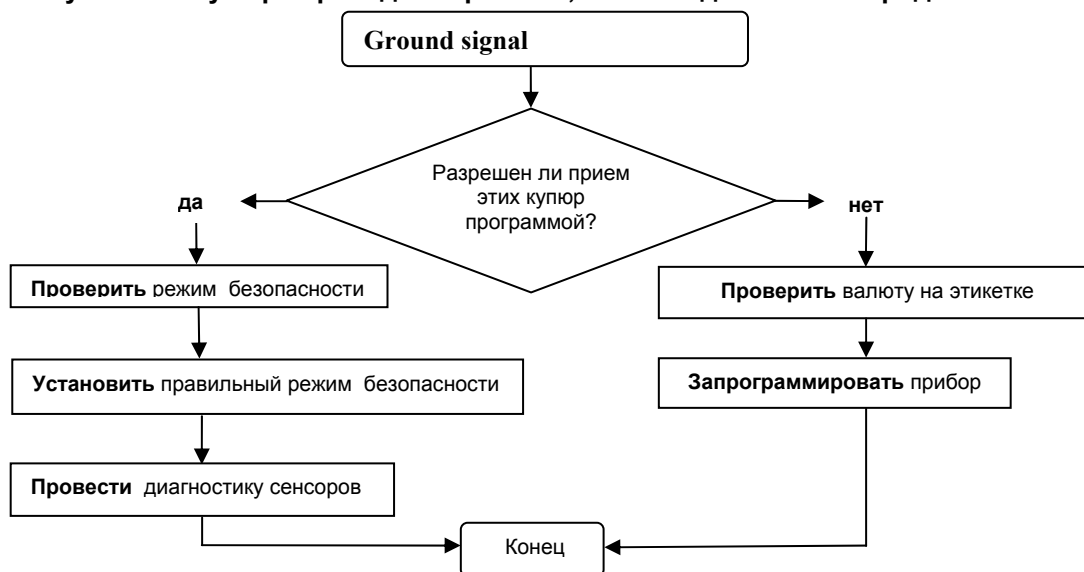 Ground signal
Разрешен ли прием
этих купюр
программой?
да
нет
Проверить режим безопасности
Проверить валюту на этикетке
Установить правильный режим безопасности
Запрограммировать прибор
Провести диагностику сенсоров
Конец